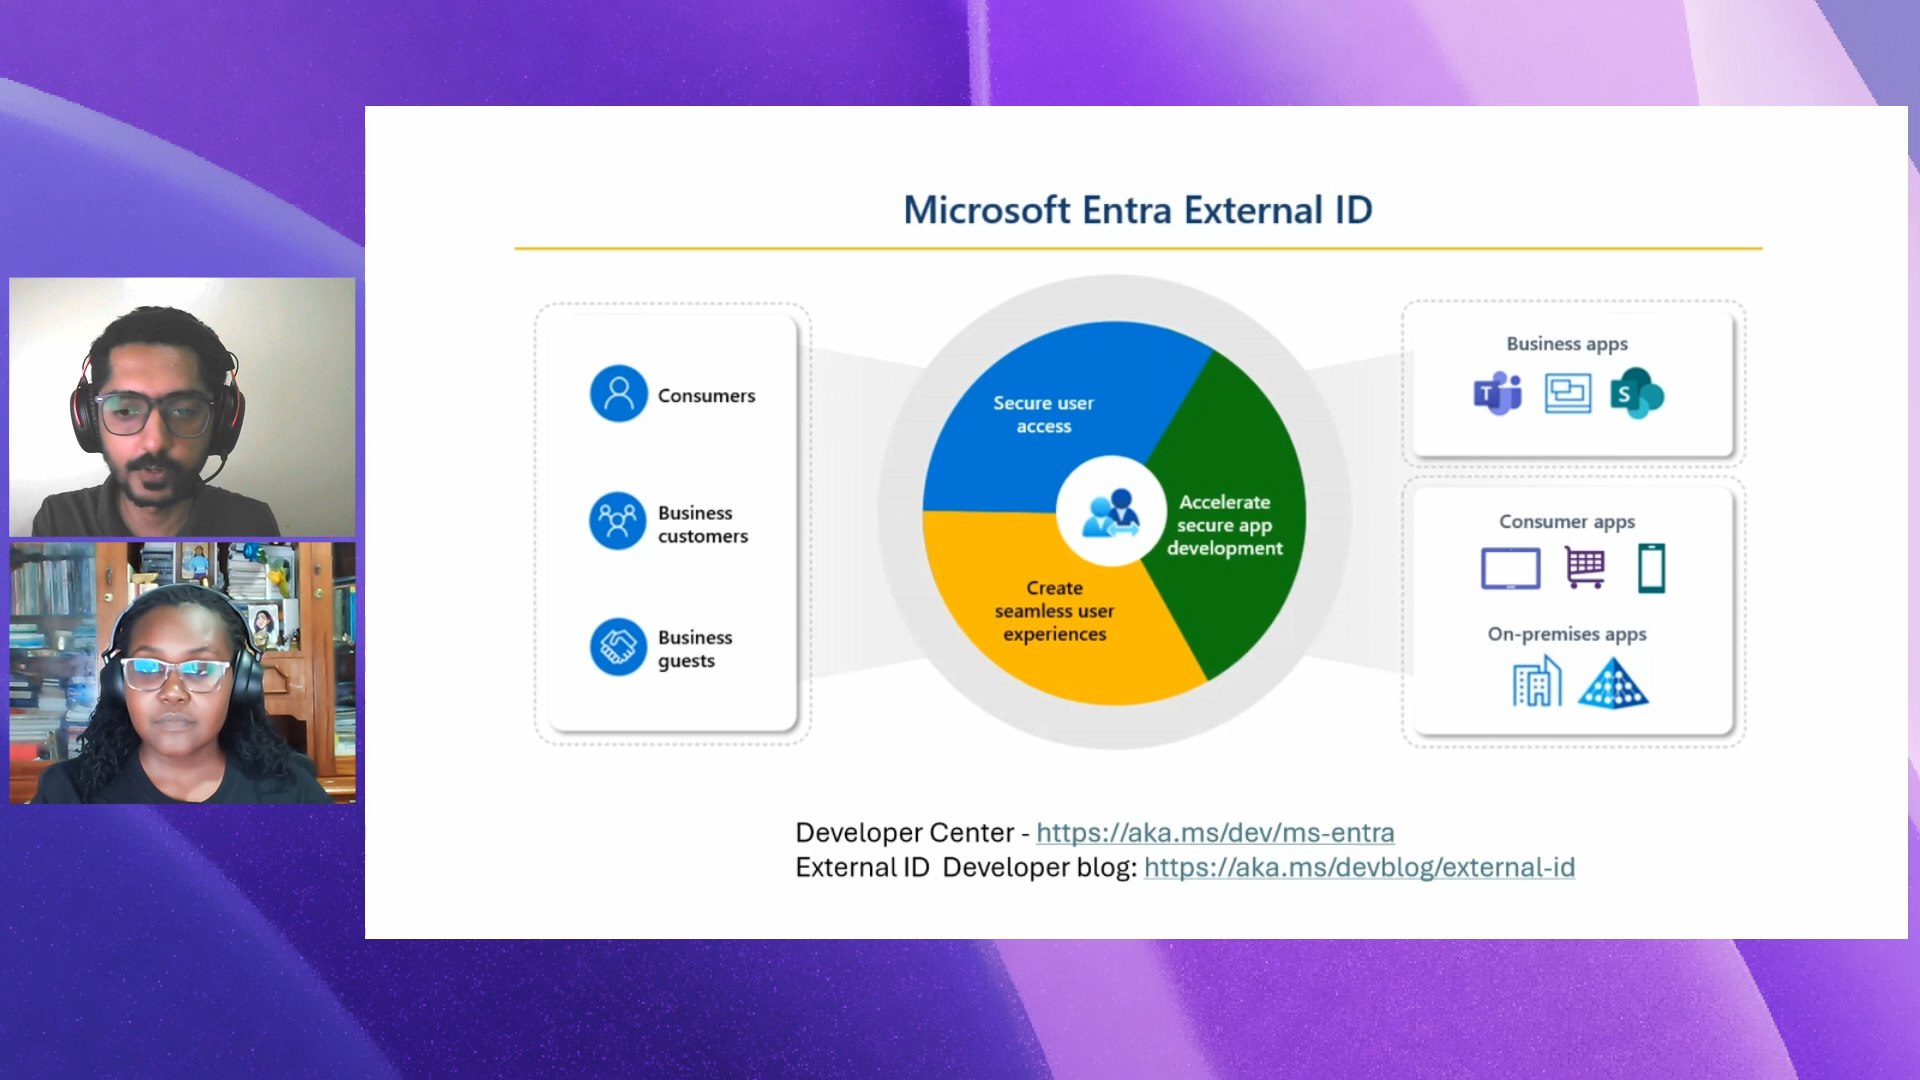 Microsoft Entra External ID
Consumers
Business
customers
Business
guests
Secure user
access
Accelerate
secure app
development
Create
seamless user
experiences
Business apps
T
S
Consumer apps
On-premises apps
Developer Center - https://aka.ms/dev/ms-entra
External ID  Developer blog: https://aka.ms/devblog/external-id